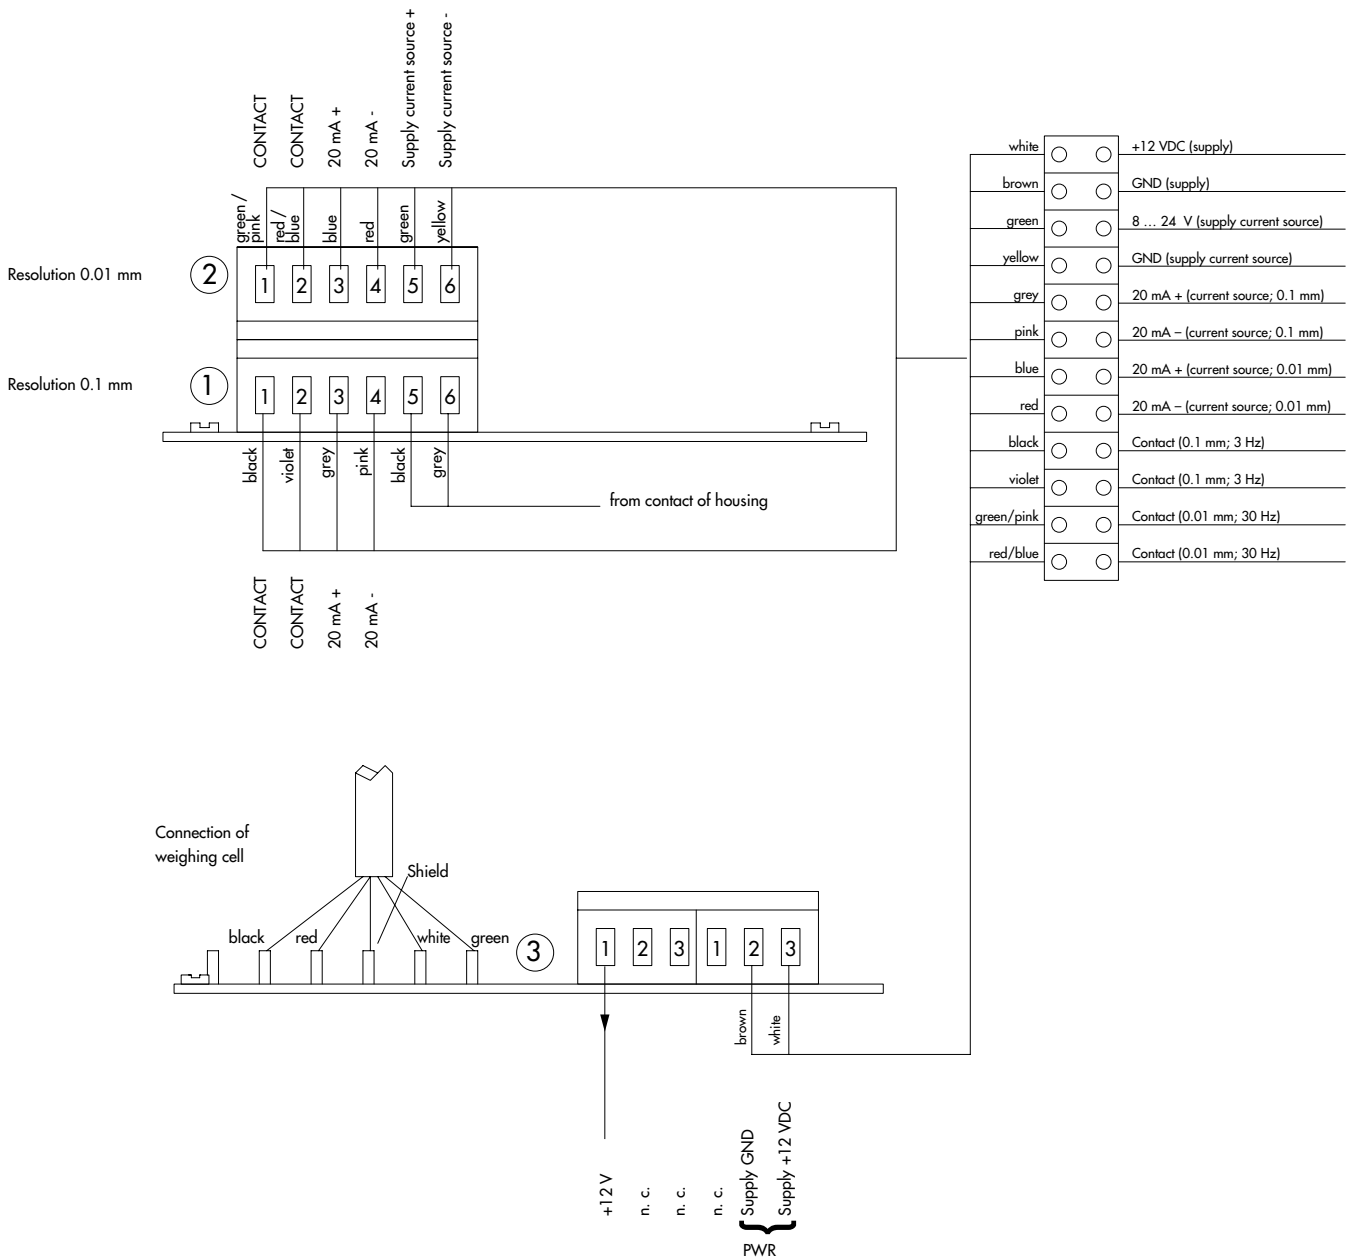 CONTACT
CONTACT
20 mA +
20 mA -
Supply current source +
Supply current source -
green /
pink
red /
blue
blue
red
green
yellow
Resolution 0.01 mm
2
1
2
3
4
5
6
Resolution 0.1 mm
1
1
2
3
4
5
6
black
violet
grey
pink
black
grey
from contact of housing
CONTACT
CONTACT
20 mA +
20 mA -
white +12 VDC (supply)
brown GND (supply)
green 8 ... 24 V (supply current source)
yellow GND (supply current source)
grey 20 mA + (current source; 0.1 mm)
pink 20 mA – (current source; 0.1 mm)
blue 20 mA + (current source; 0.01 mm)
red 20 mA – (current source; 0.01 mm)
black Contact (0.1 mm; 3 Hz)
violet Contact (0.1 mm; 3 Hz)
green/pink Contact (0.01 mm; 30 Hz)
red/blue Contact (0.01 mm; 30 Hz)
Connection of
weighing cell
Shield
black
red
white
green
3
1
2
3
1
2
3
brown
white
+12 V
n. c.
n. c.
n. c.
Supply GND
Supply +12 VDC
PWR